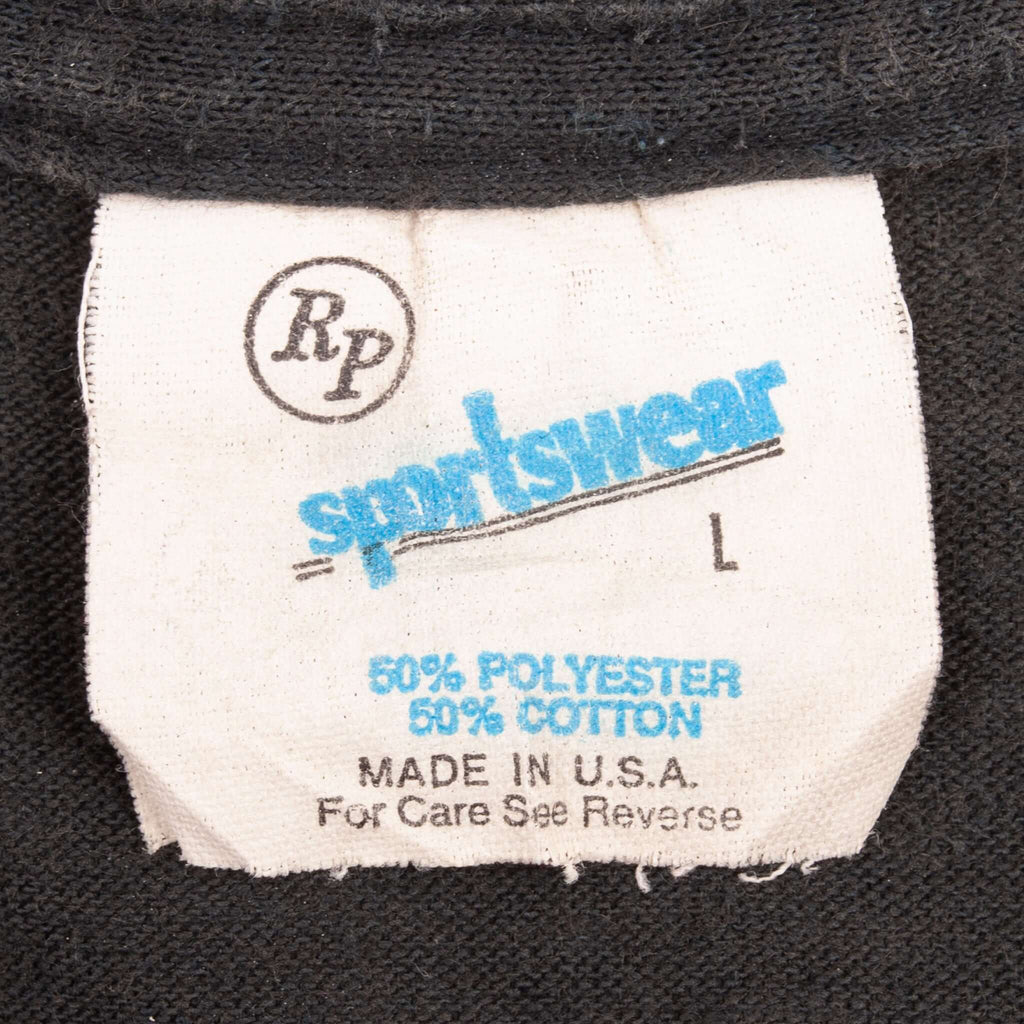 RP
sportswear
L
50% POLYESTER
50% COTTON
MADE IN U.S.A.
For Care See Reverse